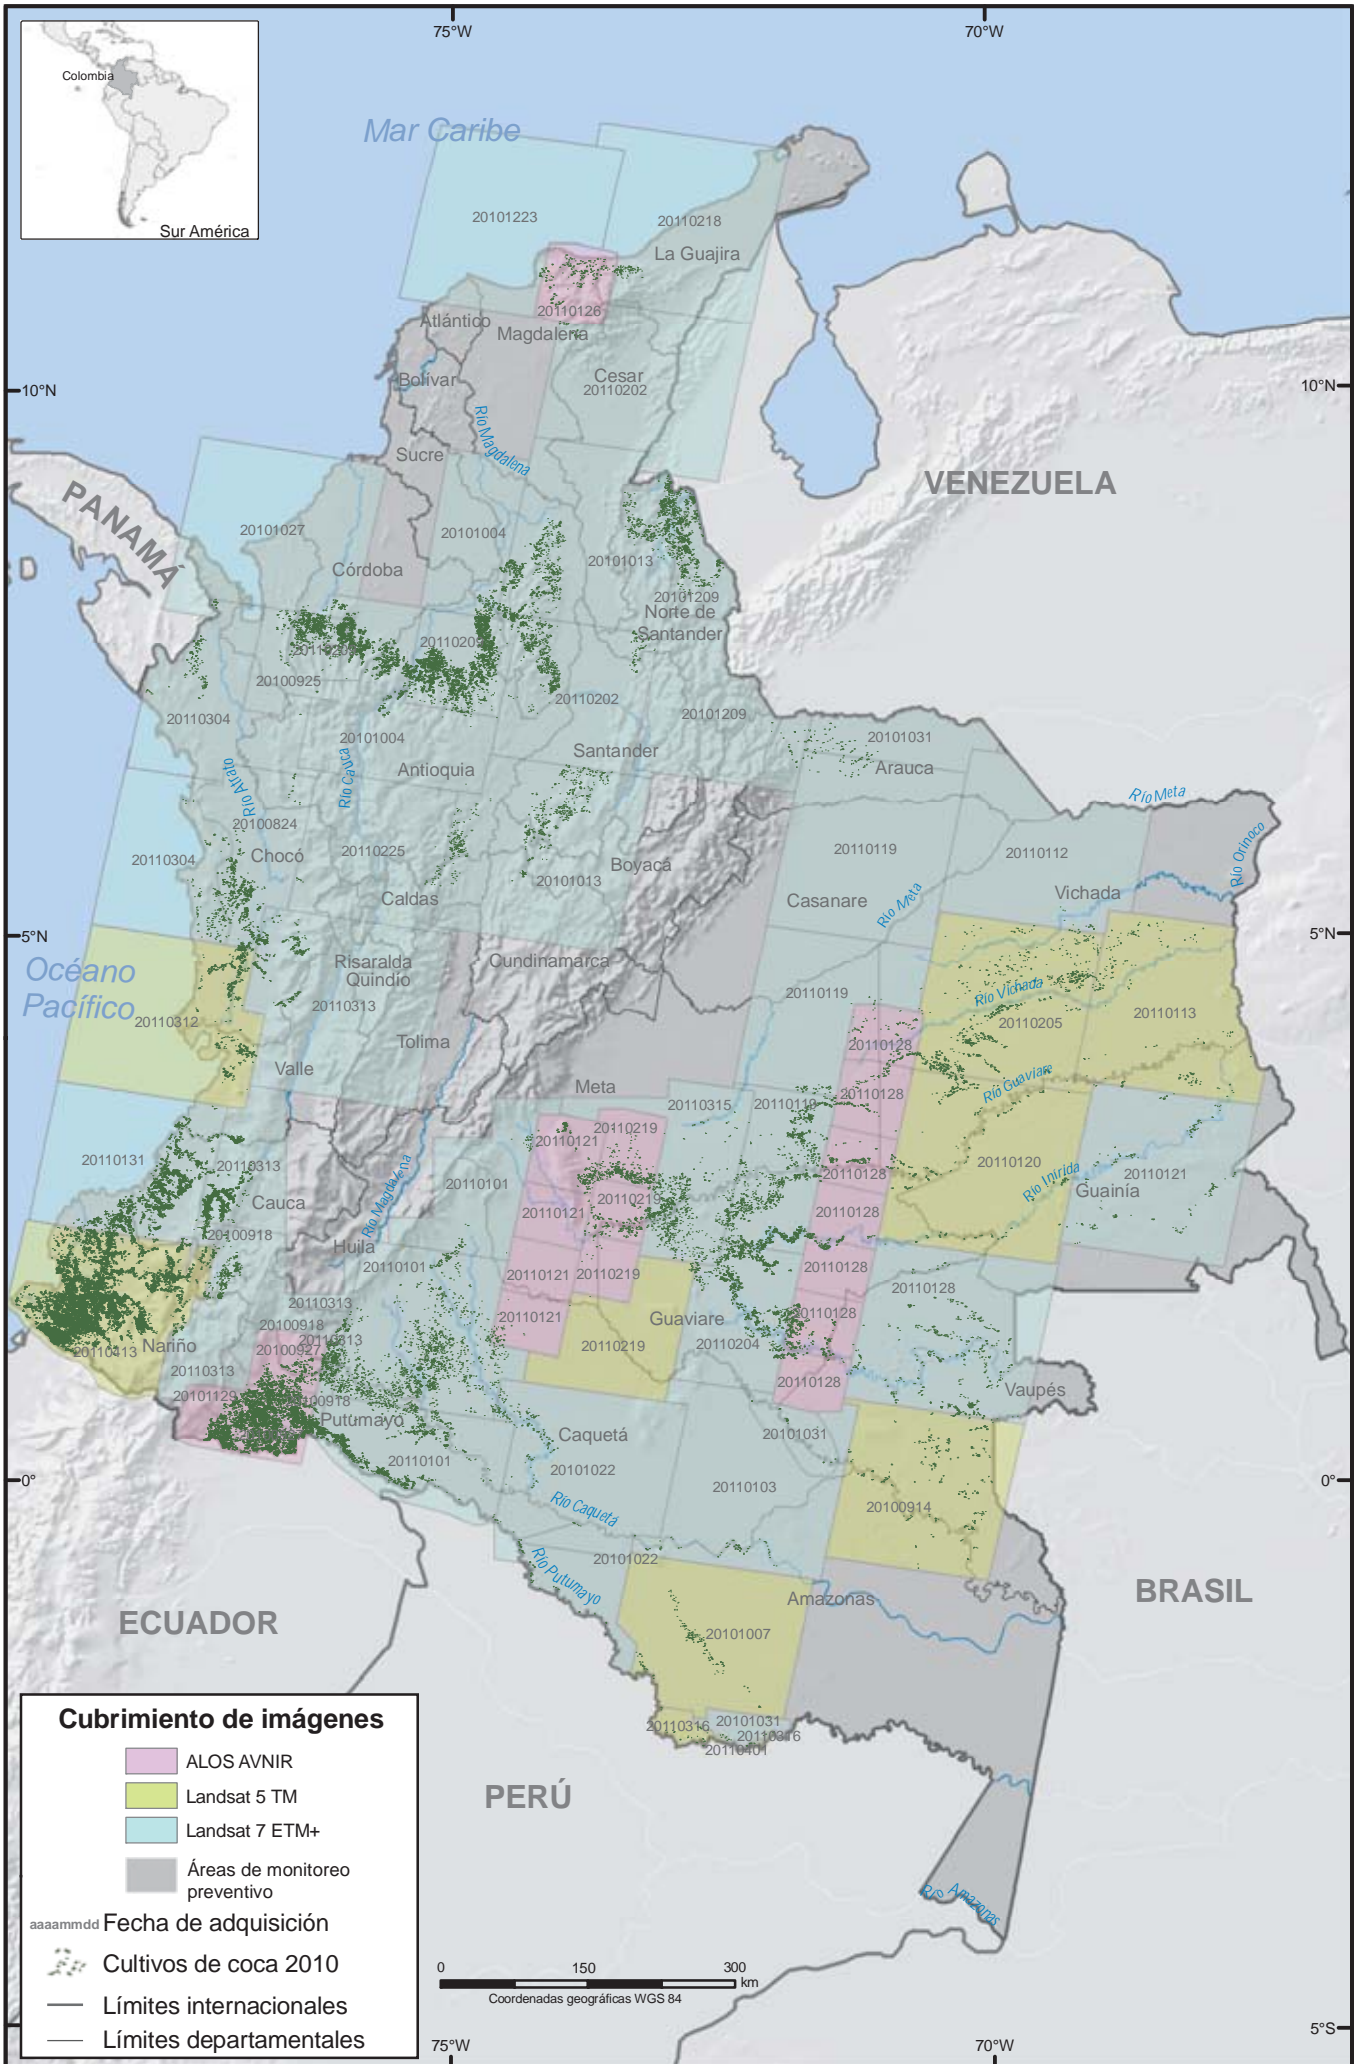 75°W
70°W
Colombia
Sur América
Mar Caribe
20101223
20110218
La Guajira
20110126
Atlántico
Magdalena
Bolívar
Cesar
20110202
10°N
10°N
Río Magdalena
Sucre
VENEZUELA
PANAMÁ
20101027
20101004
Córdoba
20101013
20101209
Norte de
Santander
20100925
20110202
20101209
20110304
20101004
Santander
20101031
Arauca
Antioquia
Río Atrato
Río Cauca
Río Meta
20100824
Chocó
20110225
20110304
Boyacá
20101013
Caldas
20110119
20110112
Río Orinoco
Casanare
Vichada
Río Meta
5°N
5°N
Océano
Pacífico
Risaralda
Quindío
Cundinamarca
20110313
20110312
20110119
Río Vichada
20110205
20110113
Tolima
Valle
20110128
Meta
Río Guaviare
20110128
20110315
20110119
20110121
20110219
20110120
20110131
20110313
20110101
Río Magdalena
20110128
Río Inírida
20110121
Guainía
Cauca
20110219
20110121
20110128
20100918
Huila
20110101
20110121
20110219
20110128
20110128
20110313
20110121
Guaviare
20110128
20100918
20110313
20100927
20110219
20110204
Nariño
20110413
20110313
20110128
Vaupés
20101129
20100918
Putumayo
Caquetá
20101031
20110101
20101022
20110103
0°
0°
20100914
Río Caquetá
20101022
Río Putumayo
Amazonas
BRASIL
ECUADOR
20101007
20110316
20101031
20110316
20110401
PERÚ
Río Amazonas
Cubrimiento de imágenes
ALOS AVNIR
Landsat 5 TM
Landsat 7 ETM+
Áreas de monitoreo
preventivo
aaaammdd Fecha de adquisición
Cultivos de coca 2010
Límites internacionales
Límites departamentales
0 150 300
km
Coordenadas geográficas WGS 84
75°W
70°W
5°S